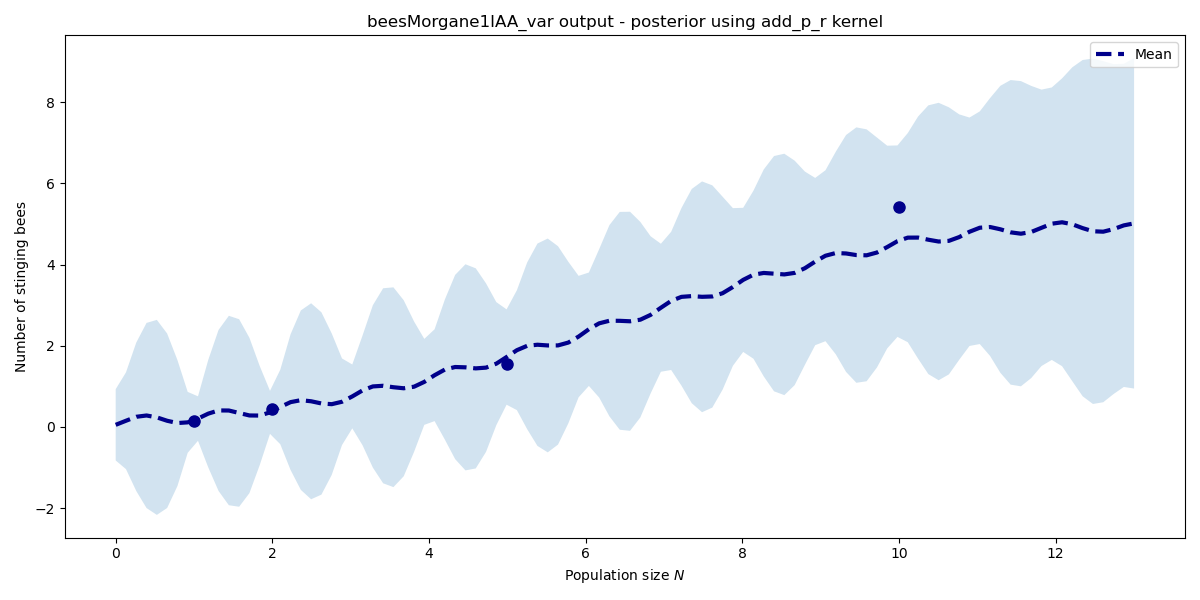 beesMorgane1IAA_var output - posterior using add_p_r kernel
Mean
Number of stinging bees
8
6
4
2
0
−2
0 2 4 6 8 10 12
Population size N